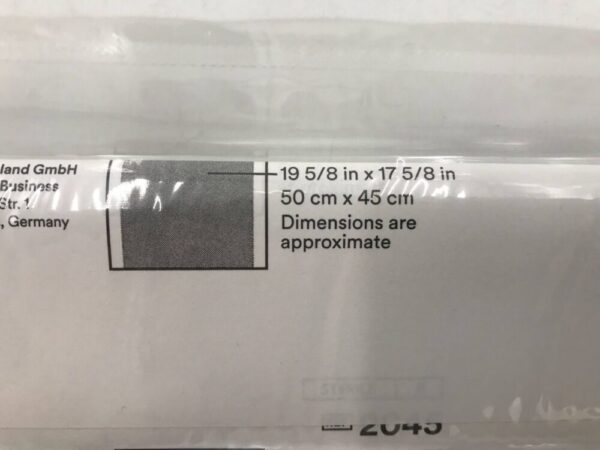 land GmbH
Business
Str. 1
, Germany
19 5/8 in x 17 5/8 in
50 cm x 45 cm
Dimensions are
approximate
REF 2045